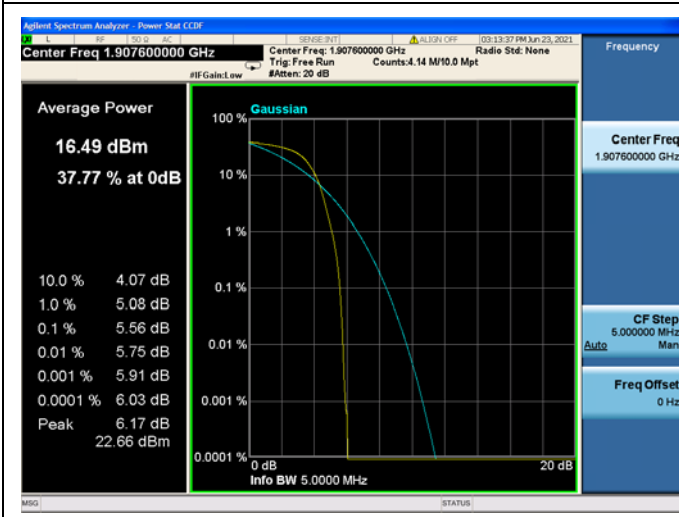 Agilent Spectrum Analyzer - Power Stat CCDF
L RF 50 Ω AC SENSE:INT ALIGN OFF 03:13:37 PM Jun 23, 2021
Center Freq 1.907600000 GHz
Center Freq: 1.907600000 GHz Radio Std: None
Trig: Free Run Counts:4.14 M/10.0 Mpt
#IFGain:Low #Atten: 20 dB
Frequency
Average Power
16.49 dBm
37.77 % at 0dB
10.0 % 4.07 dB
1.0 % 5.08 dB
0.1 % 5.56 dB
0.01 % 5.75 dB
0.001 % 5.91 dB
0.0001 % 6.03 dB
Peak 6.17 dB
22.66 dBm
Gaussian
100 %
10 %
1 %
0.1 %
0.01 %
0.001 %
0.0001 %
0 dB 20 dB
Info BW 5.0000 MHz
Center Freq
1.907600000 GHz
CF Step
5.000000 MHz
Auto Man
Freq Offset
0 Hz
MSG STATUS